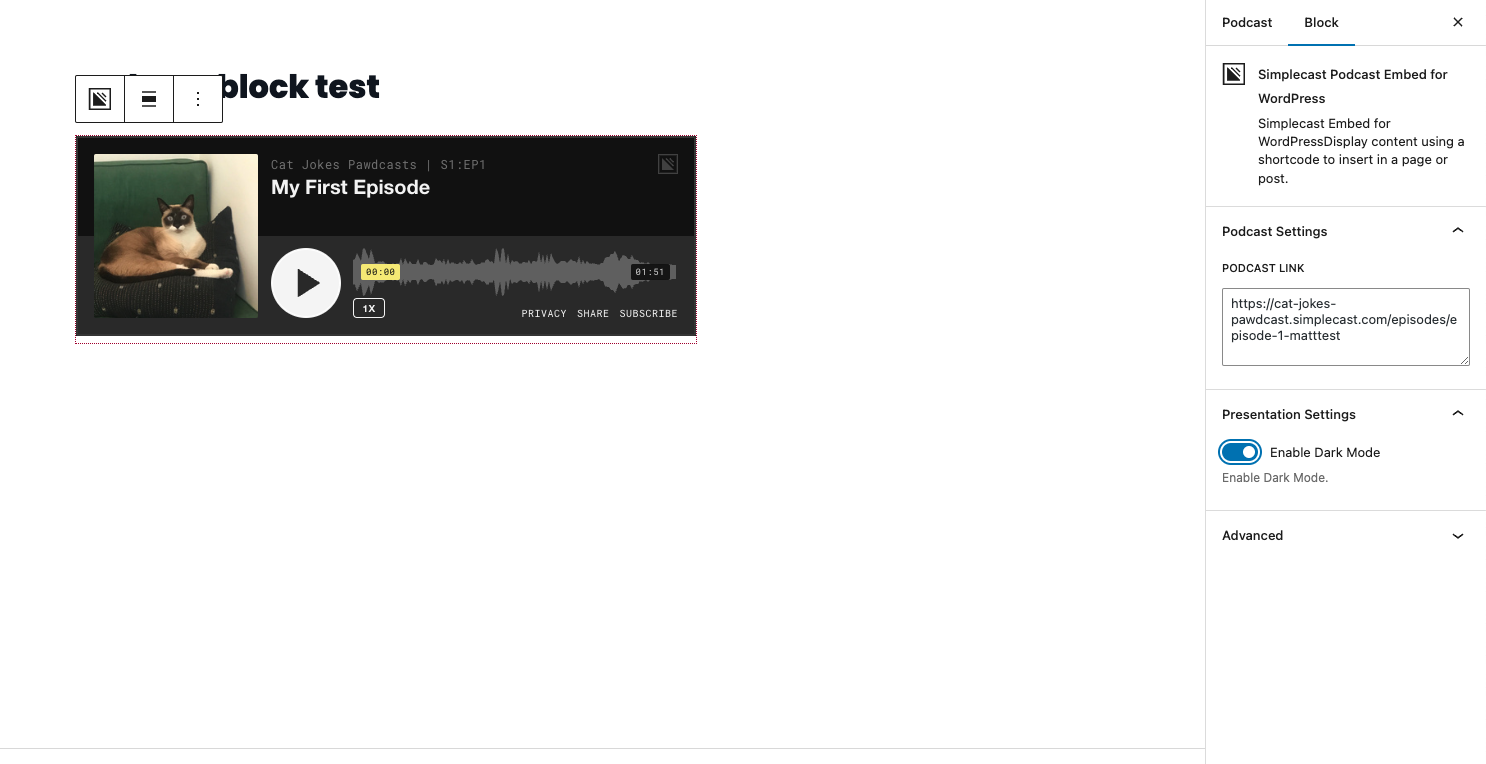 block test
Cat Jokes Pawdcasts | S1:EP1
My First Episode
00:00
01:51
1X
PRIVACY SHARE SUBSCRIBE
Podcast Block
Simplecast Podcast Embed for
WordPress
Simplecast Embed for
WordPressDisplay content using a
shortcode to insert in a page or
post.
Podcast Settings
PODCAST LINK
https://cat-jokes-
pawdcast.simplecast.com/episodes/e
pisode-1-matttest
Presentation Settings
Enable Dark Mode
Enable Dark Mode.
Advanced